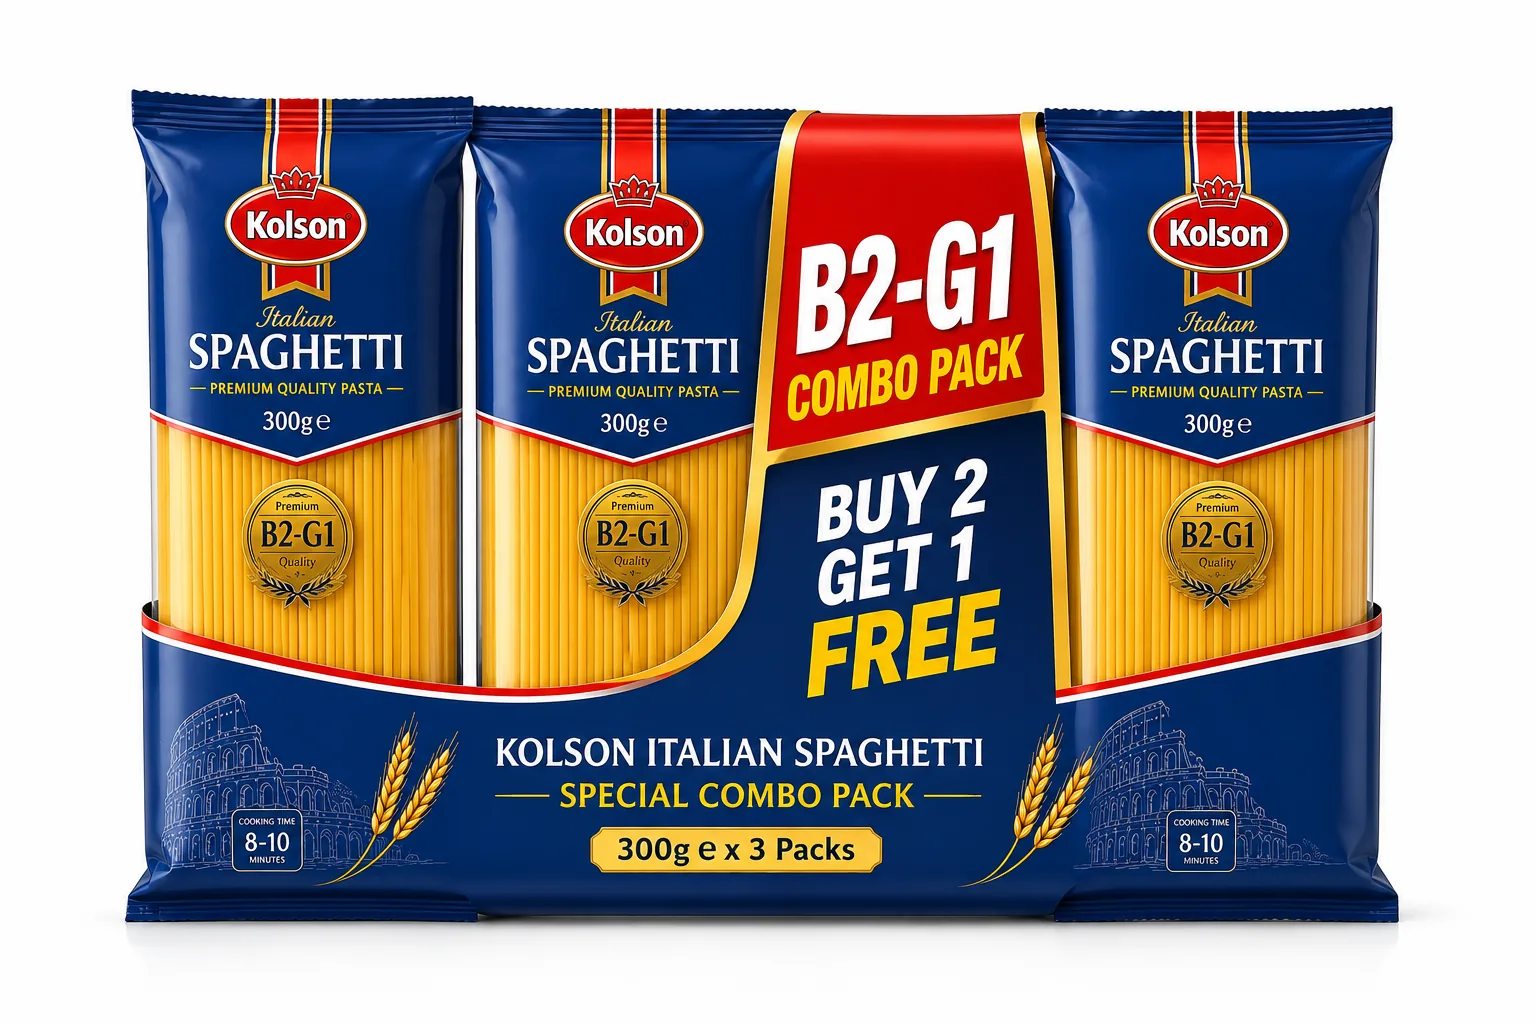 Kolson
Italian
SPAGHETTI
PREMIUM QUALITY PASTA
300g e
Premium
B2-G1
Quality
COOKING TIME
8-10
MINUTES
Kolson
Italian
SPAGHETTI
PREMIUM QUALITY PASTA
300g e
Premium
B2-G1
Quality
B2-G1
COMBO PACK
BUY 2
GET 1
FREE
KOLSON ITALIAN SPAGHETTI
SPECIAL COMBO PACK
300g e x 3 Packs
Kolson
Italian
SPAGHETTI
PREMIUM QUALITY PASTA
300g e
Premium
B2-G1
Quality
COOKING TIME
8-10
MINUTES